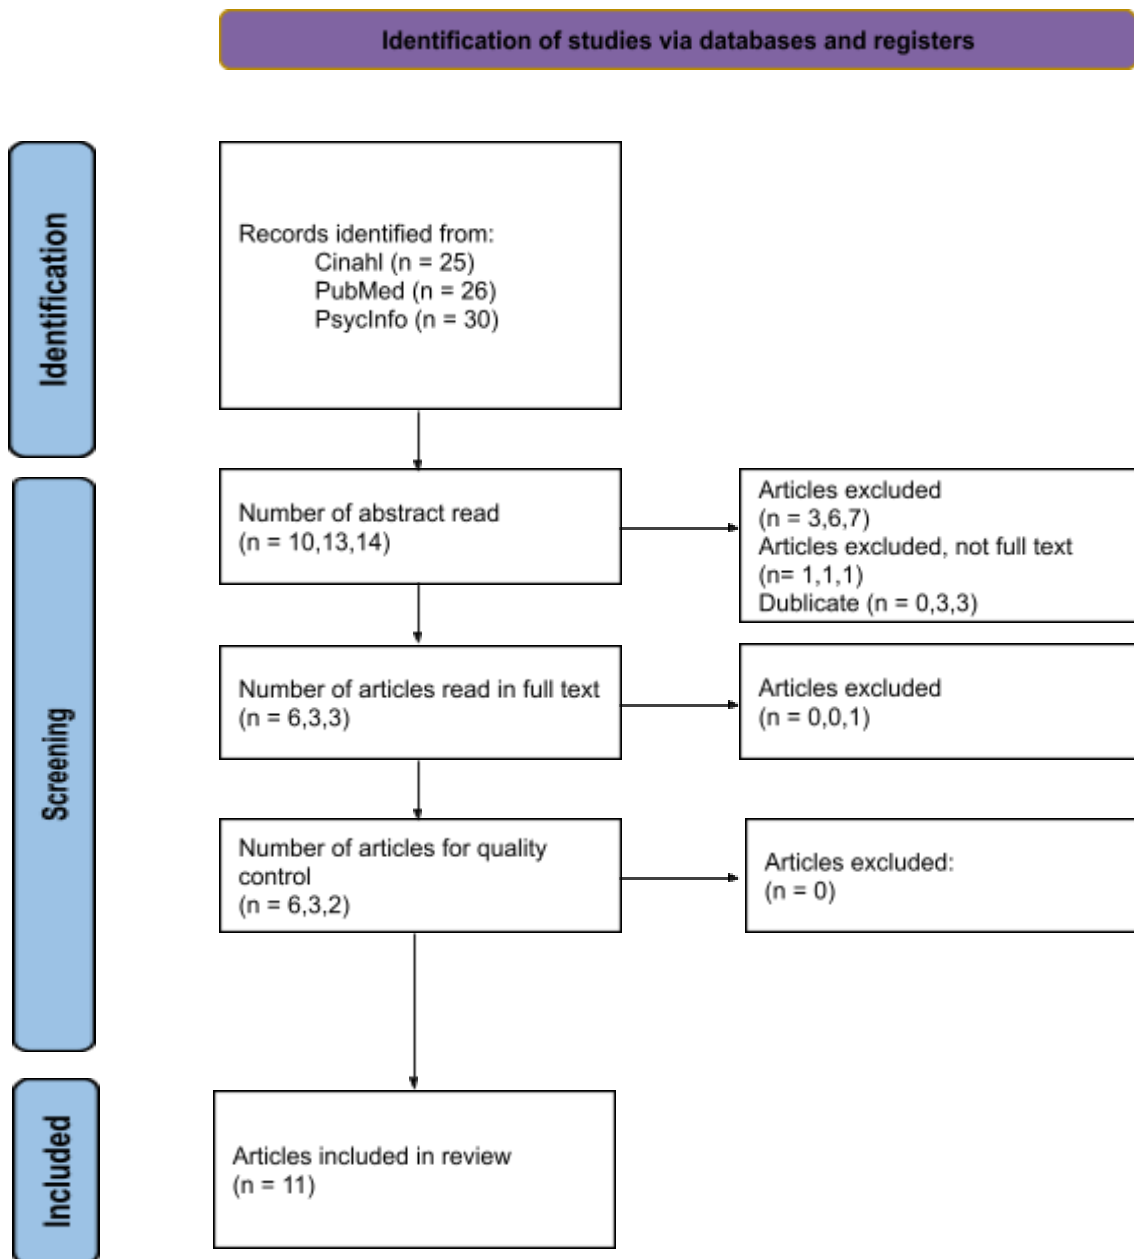 Identification of studies via databases and registers
Identification
Records identified from:
Cinahl (n = 25)
PubMed (n = 26)
PsycInfo (n = 30)
Screening
Number of abstract read
(n = 10,13,14)
Articles excluded
(n = 3,6,7)
Articles excluded, not full text
(n= 1,1,1)
Dublicate (n = 0,3,3)
Number of articles read in full text
(n = 6,3,3)
Articles excluded
(n = 0,0,1)
Number of articles for quality
control
(n = 6,3,2)
Articles excluded:
(n = 0)
Included
Articles included in review
(n = 11)